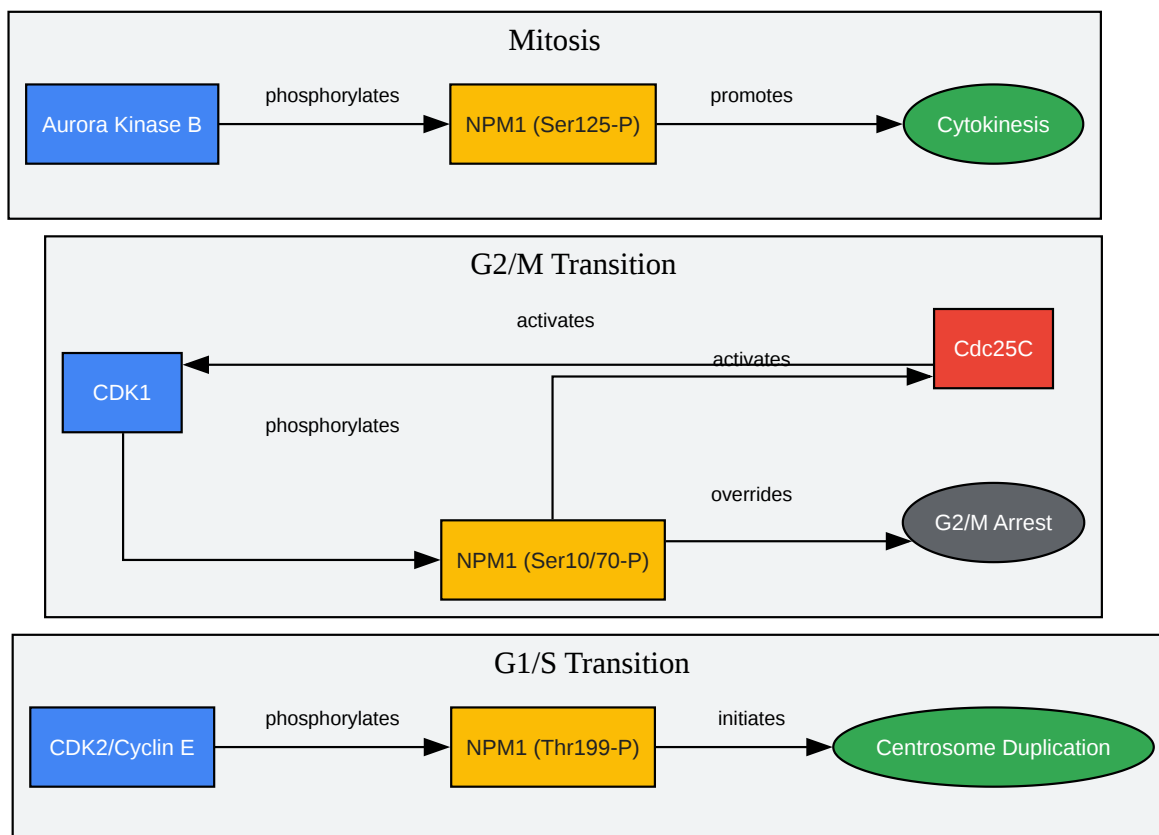 Mitosis
phosphorylates
promotes
Aurora Kinase B
NPM1 (Ser125-P)
Cytokinesis
G2/M Transition
activates
Cdc25C
activates
CDK1
phosphorylates
overrides
G2/M Arrest
NPM1 (Ser10/70-P)
G1/S Transition
phosphorylates
initiates
CDK2/Cyclin E
NPM1 (Thr199-P)
Centrosome Duplication